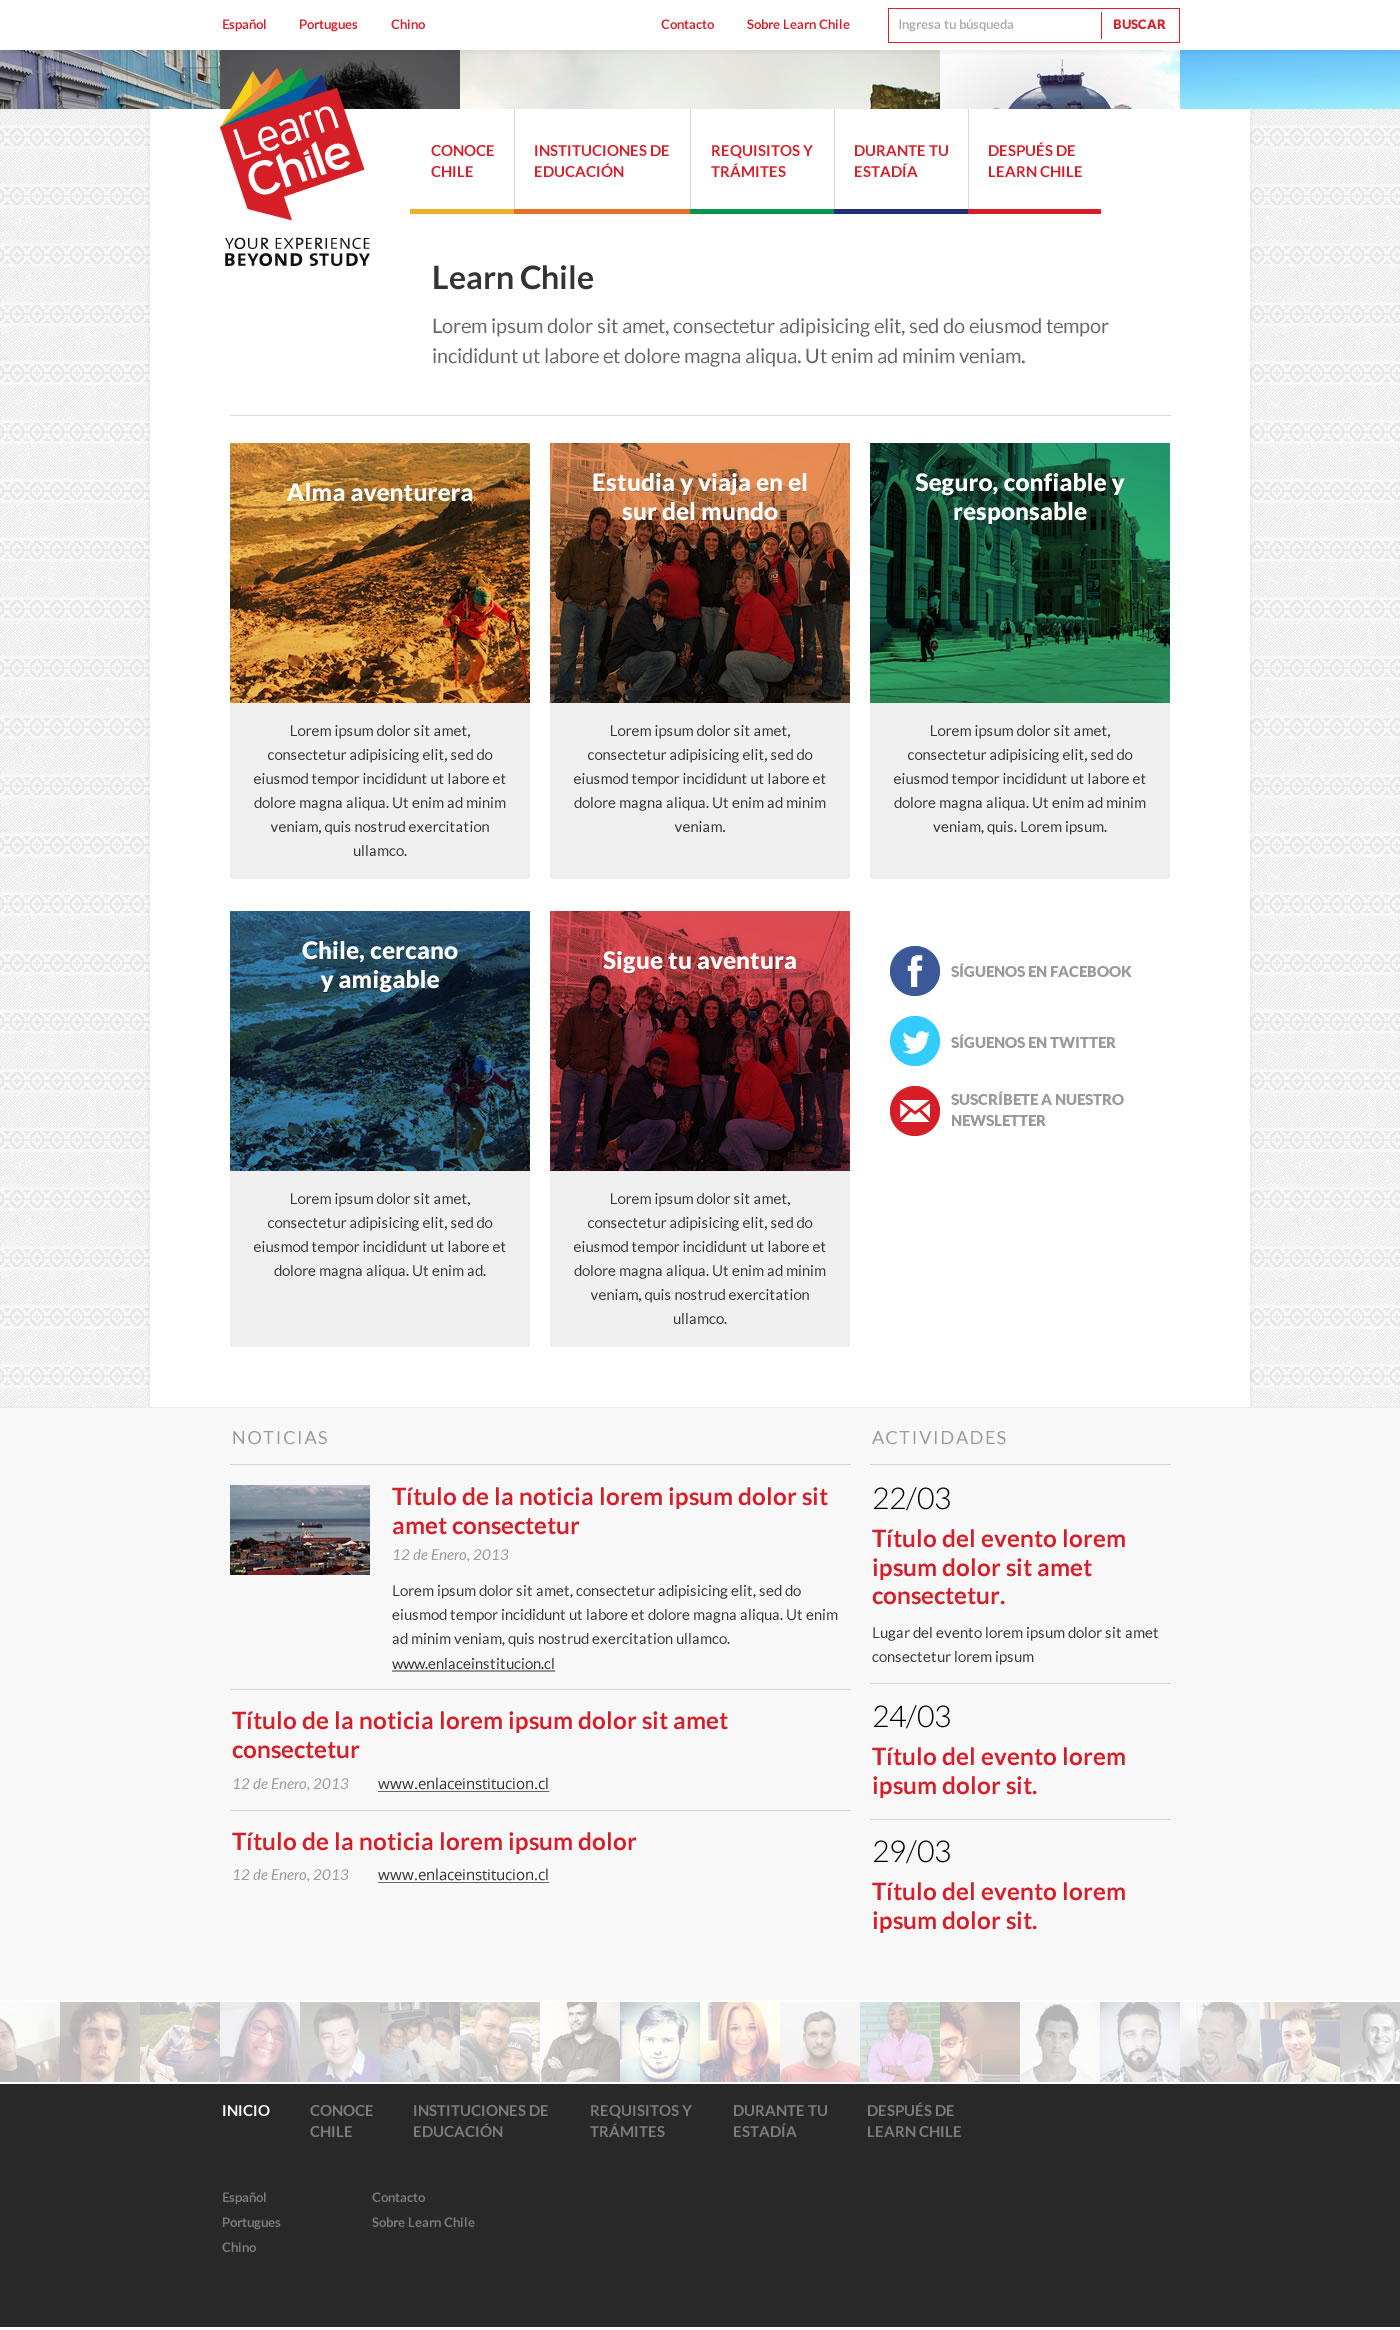 Español
Portugues
Chino
Contacto
Sobre Learn Chile
Ingresa tu búsqueda
BUSCAR
Learn
Chile
YOUR EXPERIENCE
BEYOND STUDY
CONOCE
CHILE
INSTITUCIONES DE
EDUCACIÓN
REQUISITOS Y
TRÁMITES
DURANTE TU
ESTADÍA
DESPUÉS DE
LEARN CHILE
Learn Chile
Lorem ipsum dolor sit amet, consectetur adipisicing elit, sed do eiusmod tempor
incididunt ut labore et dolore magna aliqua. Ut enim ad minim veniam.
Alma aventurera
Lorem ipsum dolor sit amet,
consectetur adipisicing elit, sed do
eiusmod tempor incididunt ut labore et
dolore magna aliqua. Ut enim ad minim
veniam, quis nostrud exercitation
ullamco.
Estudia y viaja en el
sur del mundo
Lorem ipsum dolor sit amet,
consectetur adipisicing elit, sed do
eiusmod tempor incididunt ut labore et
dolore magna aliqua. Ut enim ad minim
veniam.
Seguro, confiable y
responsable
Lorem ipsum dolor sit amet,
consectetur adipisicing elit, sed do
eiusmod tempor incididunt ut labore et
dolore magna aliqua. Ut enim ad minim
veniam, quis. Lorem ipsum.
Chile, cercano
y amigable
Lorem ipsum dolor sit amet,
consectetur adipisicing elit, sed do
eiusmod tempor incididunt ut labore et
dolore magna aliqua. Ut enim ad.
Sigue tu aventura
Lorem ipsum dolor sit amet,
consectetur adipisicing elit, sed do
eiusmod tempor incididunt ut labore et
dolore magna aliqua. Ut enim ad minim
veniam, quis nostrud exercitation
ullamco.
SÍGUENOS EN FACEBOOK
SÍGUENOS EN TWITTER
SUSCRÍBETE A NUESTRO
NEWSLETTER
NOTICIAS
Título de la noticia lorem ipsum dolor sit
amet consectetur
12 de Enero, 2013
Lorem ipsum dolor sit amet, consectetur adipisicing elit, sed do
eiusmod tempor incididunt ut labore et dolore magna aliqua. Ut enim
ad minim veniam, quis nostrud exercitation ullamco.
www.enlaceinstitucion.cl
Título de la noticia lorem ipsum dolor sit amet
consectetur
12 de Enero, 2013 www.enlaceinstitucion.cl
Título de la noticia lorem ipsum dolor
12 de Enero, 2013 www.enlaceinstitucion.cl
ACTIVIDADES
22/03
Título del evento lorem
ipsum dolor sit amet
consectetur.
Lugar del evento lorem ipsum dolor sit amet
consectetur lorem ipsum
24/03
Título del evento lorem
ipsum dolor sit.
29/03
Título del evento lorem
ipsum dolor sit.
INICIO
CONOCE
CHILE
INSTITUCIONES DE
EDUCACIÓN
REQUISITOS Y
TRÁMITES
DURANTE TU
ESTADÍA
DESPUÉS DE
LEARN CHILE
Español
Portugues
Chino
Contacto
Sobre Learn Chile